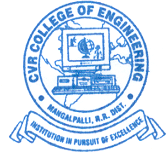 CVR COLLEGE OF ENGINEERING
MANGALPALLI, R.R. DIST.
INSTITUTION IN PURSUIT OF EXCELLENCE